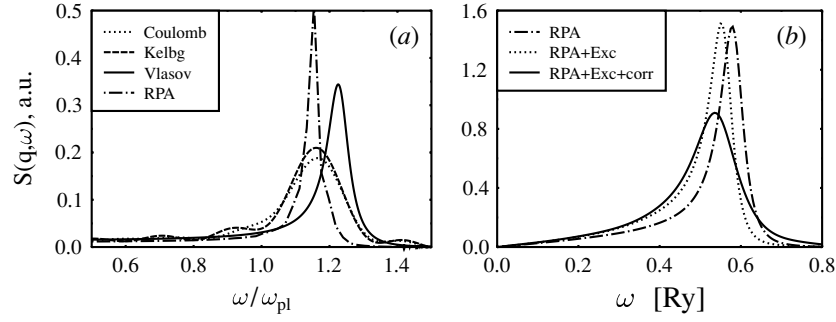 S(q,ω), a.u.
0.5
0.4
0.3
0.2
0.1
0.0
Coulomb
Kelbg
Vlasov
RPA
(a)
0.6 0.8 1.0 1.2 1.4
ω/ω_pl
1.6
1.2
0.8
0.4
0.0
RPA
RPA+Exc
RPA+Exc+corr
(b)
0.0 0.2 0.4 0.6 0.8
ω [Ry]